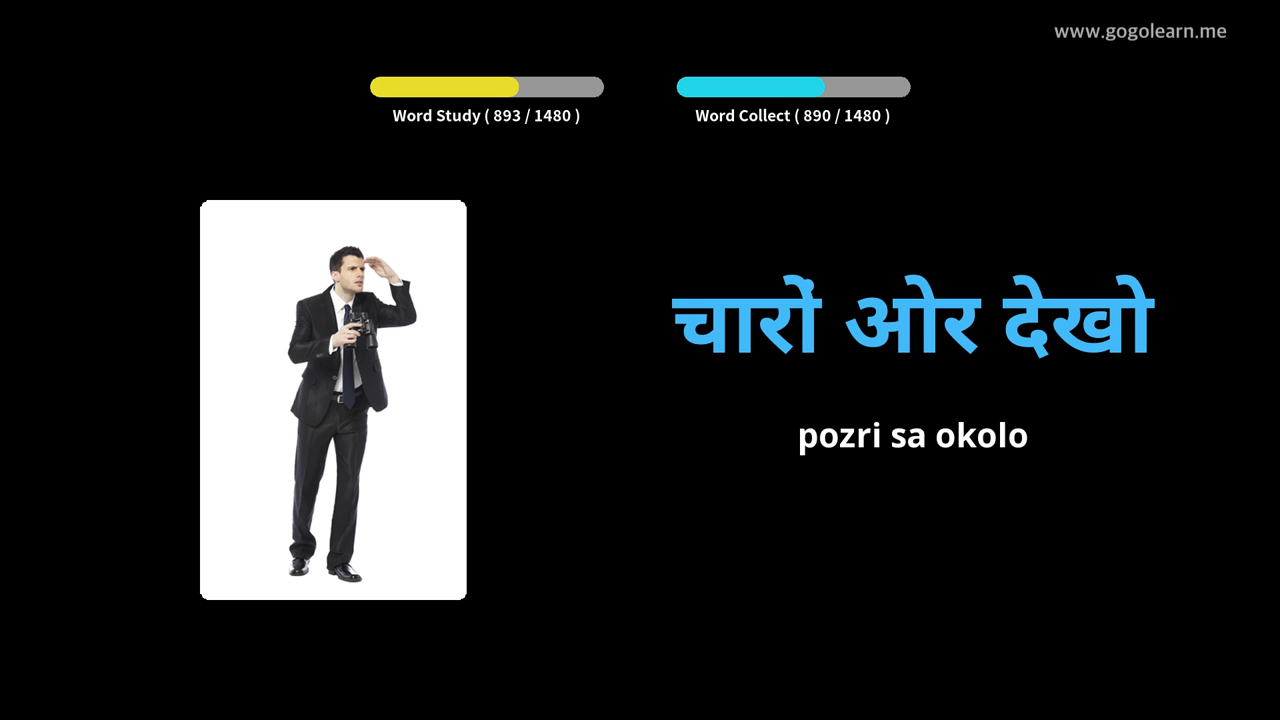 www.gogolearn.me
Word Study ( 893 / 1480 )
Word Collect ( 890 / 1480 )
चारों ओर देखो
pozri sa okolo